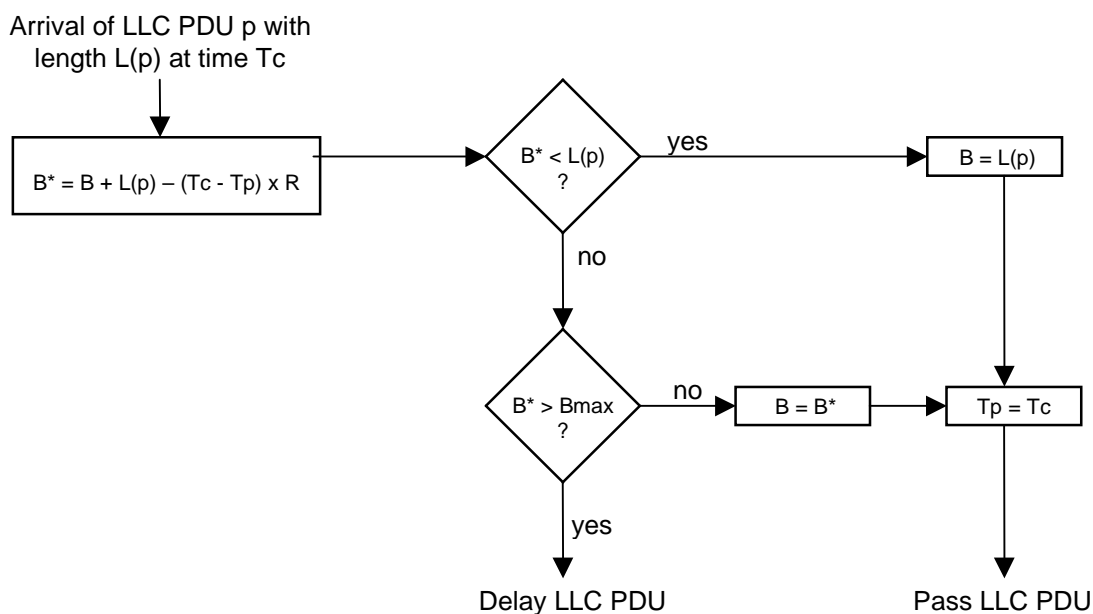 Arrival of LLC PDU p with
length L(p) at time Tc
B* = B + L(p) – (Tc - Tp) x R
B* < L(p)
?
yes
B = L(p)
no
B* > Bmax
?
no
B = B*
Tp = Tc
yes
Delay LLC PDU
Pass LLC PDU